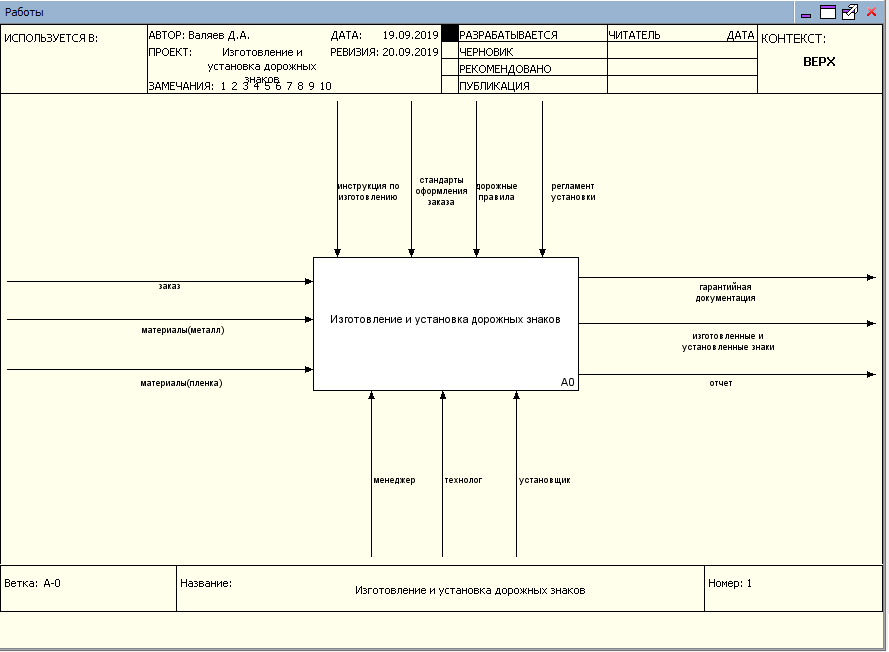 Работы
ИСПОЛЬЗУЕТСЯ В:
АВТОР: Валяев Д.А.
ДАТА: 19.09.2019
ПРОЕКТ: Изготовление и
установка дорожных
знаков
РЕВИЗИЯ: 20.09.2019
ЗАМЕЧАНИЯ: 1 2 3 4 5 6 7 8 9 10
РАЗРАБАТЫВАЕТСЯ
ЧЕРНОВИК
РЕКОМЕНДОВАНО
ПУБЛИКАЦИЯ
ЧИТАТЕЛЬ ДАТА
КОНТЕКСТ:
ВЕРХ
инструкция по
изготовлению
стандарты
оформления
заказа
дорожные
правила
регламент
установки
заказ
материалы(металл)
материалы(пленка)
Изготовление и установка дорожных знаков
A0
гарантийная
документация
изготовленные и
установленные знаки
отчет
менеджер
технолог
установщик
Ветка: A-0
Название:
Изготовление и установка дорожных знаков
Номер: 1